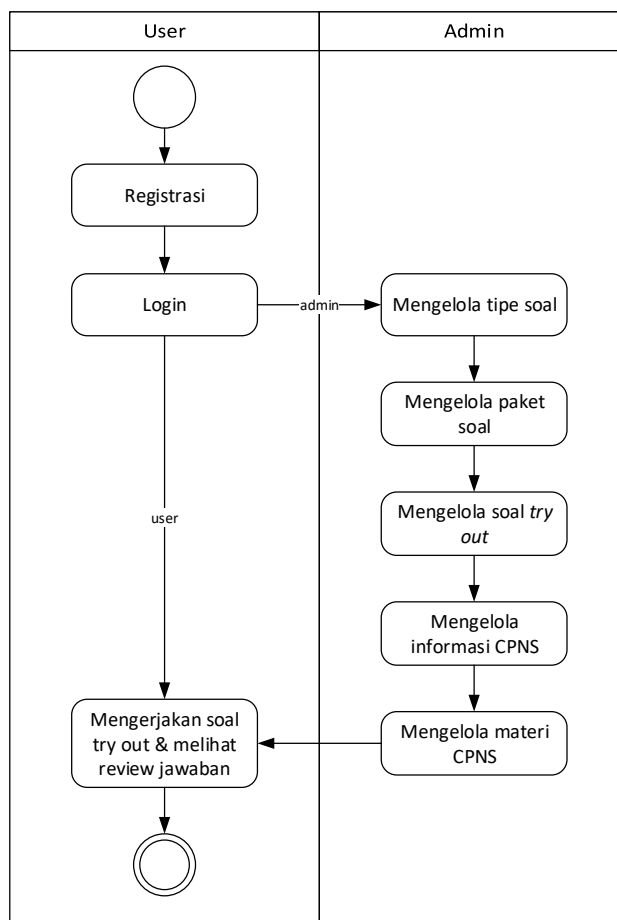 User
Admin
Registrasi
Login
admin
Mengelola tipe soal
Mengelola paket
soal
Mengelola soal try
out
user
Mengelola
informasi CPNS
Mengerjakan soal
try out & melihat
review jawaban
Mengelola materi
CPNS